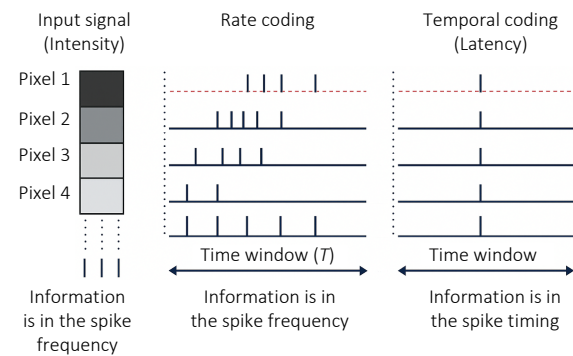 Input signal
(Intensity)
Rate coding
Temporal coding
(Latency)
Pixel 1
Pixel 2
Pixel 3
Pixel 4
Time window (T)
Time window
Information
is in the spike
frequency
Information is in
the spike frequency
Information is in
the spike timing